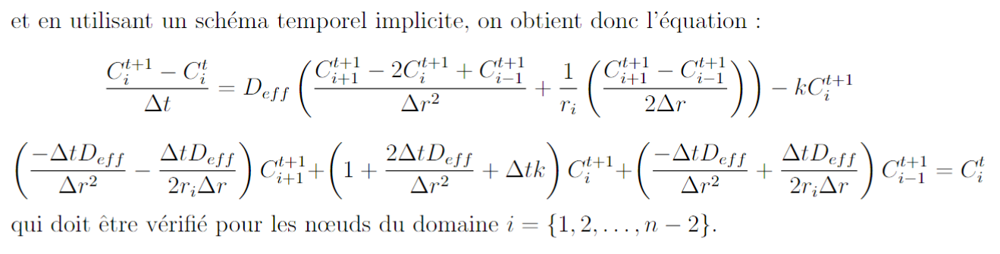 et en utilisant un schéma temporel implicite, on obtient donc l'équation :
\frac{C_i^{t+1} - C_i^t}{\Delta t} = D_{eff} \left( \frac{C_{i+1}^{t+1} - 2C_i^{t+1} + C_{i-1}^{t+1}}{\Delta r^2} + \frac{1}{r_i} \left( \frac{C_{i+1}^{t+1} - C_{i-1}^{t+1}}{2\Delta r} \right) \right) - kC_i^{t+1}
\left( \frac{-\Delta t D_{eff}}{\Delta r^2} - \frac{\Delta t D_{eff}}{2r_i \Delta r} \right) C_{i+1}^{t+1} + \left( 1 + \frac{2\Delta t D_{eff}}{\Delta r^2} + \Delta t k \right) C_i^{t+1} + \left( \frac{-\Delta t D_{eff}}{\Delta r^2} + \frac{\Delta t D_{eff}}{2r_i \Delta r} \right) C_{i-1}^{t+1} = C_i^t
qui doit être vérifié pour les nœuds du domaine i = {1, 2, . . . , n − 2}.